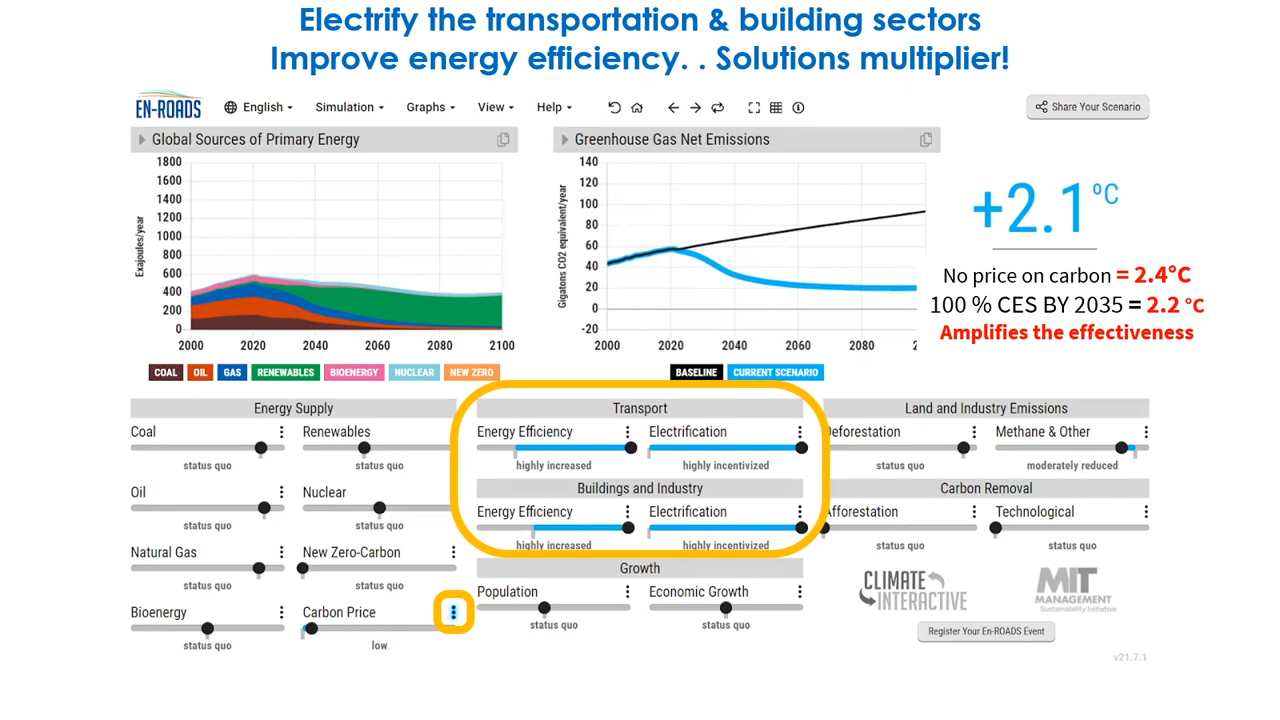 Electrify the transportation & building sectors
Improve energy efficiency. . Solutions multiplier!
EN-ROADS
English
Simulation
Graphs
View
Help
Share Your Scenario
Global Sources of Primary Energy
Greenhouse Gas Net Emissions
Exajoules/year
1800
1600
1400
1200
1000
800
600
400
200
0
2000 2020 2040 2060 2080 2100
COAL OIL GAS RENEWABLES BIOENERGY NUCLEAR NEW ZERO
Gigatons CO2 equivalent/year
140
120
100
80
60
40
20
0
-20
2000 2020 2040 2060 2080 2
BASELINE CURRENT SCENARIO
+2.1 ºC
No price on carbon = 2.4°C
100 % CES BY 2035 = 2.2 °C
Amplifies the effectiveness
Energy Supply
Coal
status quo
Renewables
status quo
Oil
status quo
Nuclear
status quo
Natural Gas
status quo
New Zero-Carbon
status quo
Bioenergy
status quo
Carbon Price
low
Transport
Energy Efficiency
highly increased
Electrification
highly incentivized
Buildings and Industry
Energy Efficiency
highly increased
Electrification
highly incentivized
Growth
Population
status quo
Economic Growth
status quo
Land and Industry Emissions
Deforestation
status quo
Methane & Other
moderately reduced
Carbon Removal
Afforestation
status quo
Technological
status quo
CLIMATE
INTERACTIVE
MIT
MANAGEMENT
Sustainability Initiative
Register Your En-ROADS Event
v21.7.1